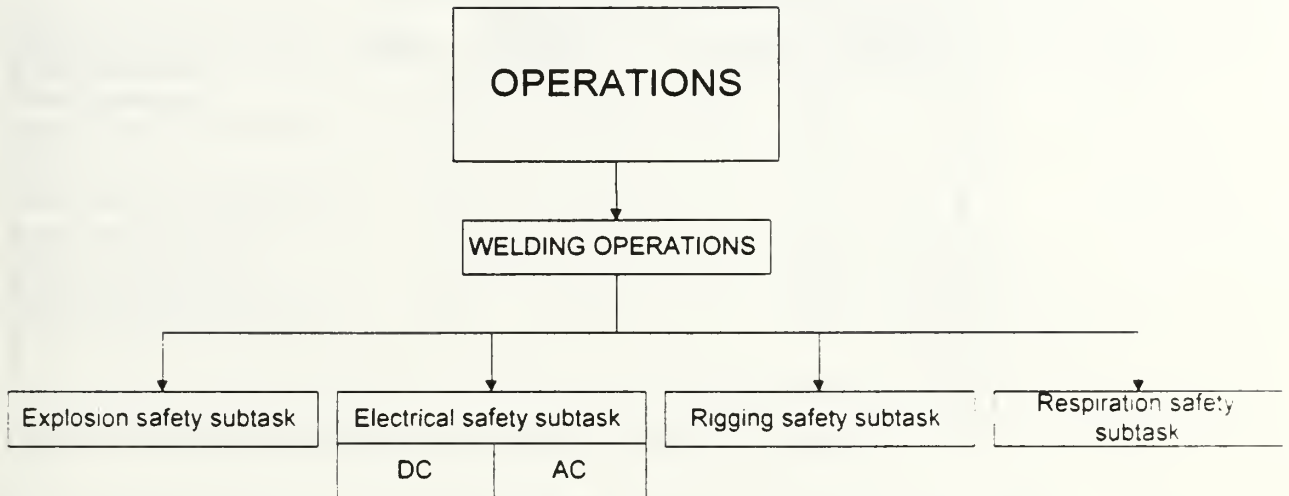 OPERATIONS
WELDING OPERATIONS
Explosion safety subtask
Electrical safety subtask
DC
AC
Rigging safety subtask
Respiration safety
subtask